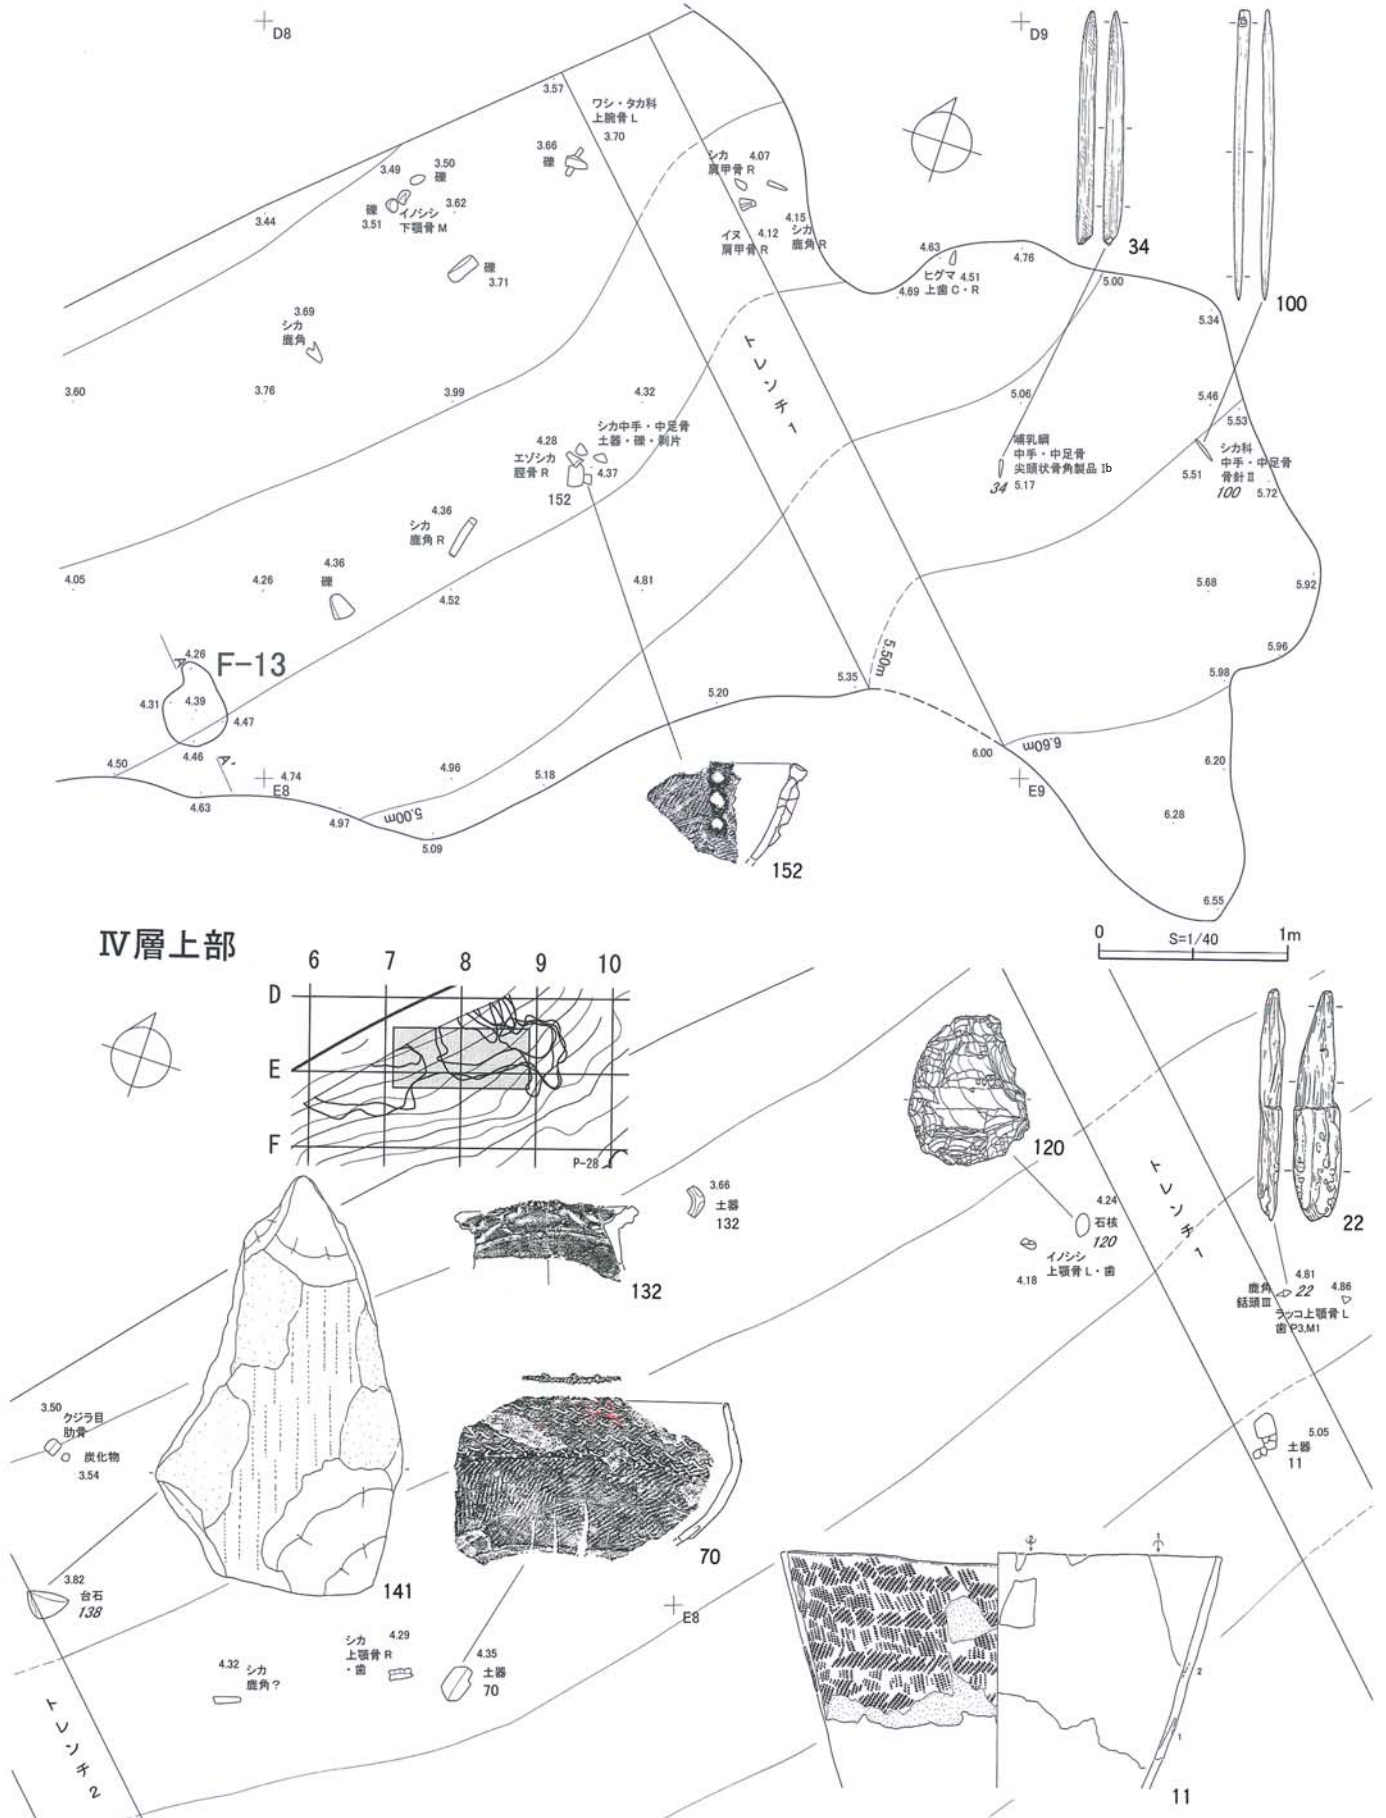 D8
D9
3.57
ワシ・タカ科
上腕骨 L
3.70
3.66
礫
シカ 4.07
肩甲骨 R
3.49
3.50
礫
礫
3.51
イノシシ
下顎骨 M
3.62
3.44
4.15
シカ
鹿角 R
イヌ 4.12
肩甲骨 R
34
4.63
4.76
ヒグマ 4.51
上歯 C・R
4.69
5.00
100
礫
3.71
3.69
シカ
鹿角
5.34
トレンチ1
3.60
3.76
3.99
4.32
5.06
5.46
5.53
シカ中手・中足骨
土器・礫・剥片
4.28
エゾシカ
脛骨 R
4.37
152
哺乳綱
中手・中足骨
尖頭状骨角製品 Ib
34 5.17
シカ科
中手・中足骨
骨針Ⅱ
5.51
100 5.72
4.36
シカ
鹿角 R
4.36
礫
4.05
4.26
4.52
4.81
5.68
5.92
4.26
A
F-13
4.31
4.39
4.47
4.46
A'
5.50m
5.96
5.98
5.35
5.20
6.00
6.60m
4.50
4.63
4.74
E8
4.96
5.18
E9
6.20
4.97
5.00m
5.09
6.28
152
6.55
Ⅳ層上部
0
S=1/40
1m
6 7 8 9 10
D
E
F
P-28
120
3.66
土器
132
132
トレンチ1
22
4.24
石核
120
イノシシ
上顎骨 L・歯
4.18
鹿角
銛頭Ⅲ
4.81
22
4.86
ラッコ上顎骨 L
歯 P3,M1
3.50
クジラ目
肋骨
炭化物
3.54
5.05
土器
11
70
141
3.82
台石
138
E8
2
1
シカ
上顎骨 R
・歯
4.29
4.32
シカ
鹿角?
4.35
土器
70
2
1
トレンチ2
11